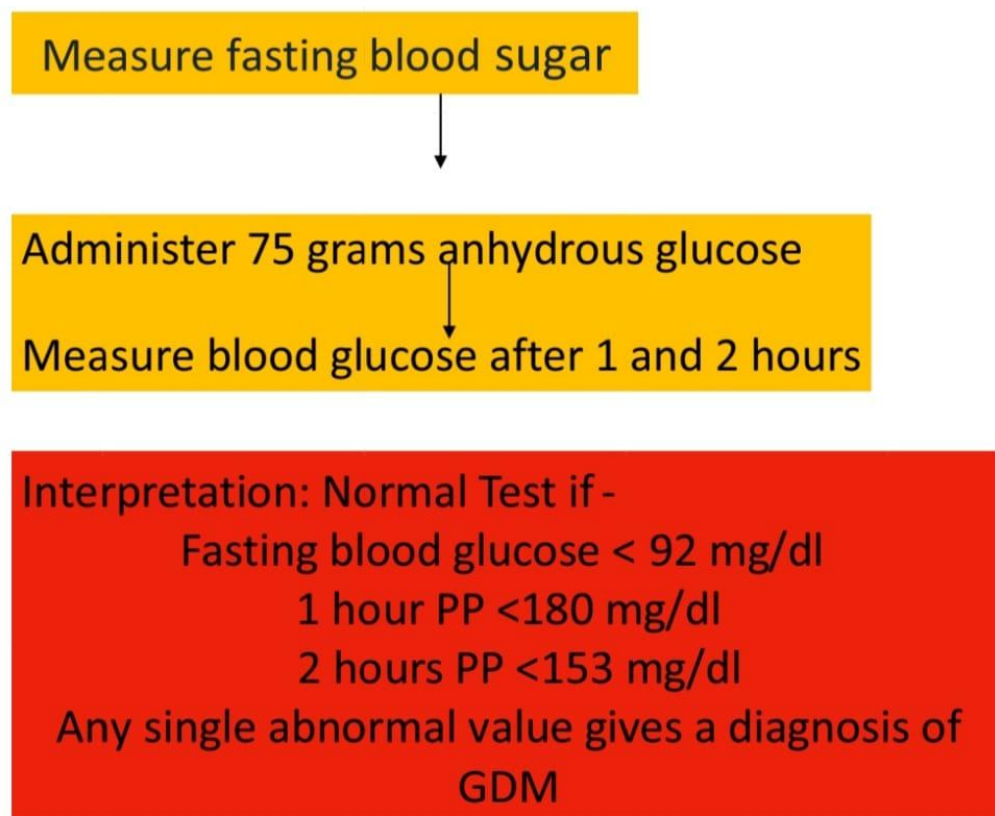 Measure fasting blood sugar
Administer 75 grams anhydrous glucose
Measure blood glucose after 1 and 2 hours
Interpretation: Normal Test if -
Fasting blood glucose < 92 mg/dl
1 hour PP <180 mg/dl
2 hours PP <153 mg/dl
Any single abnormal value gives a diagnosis of
GDM